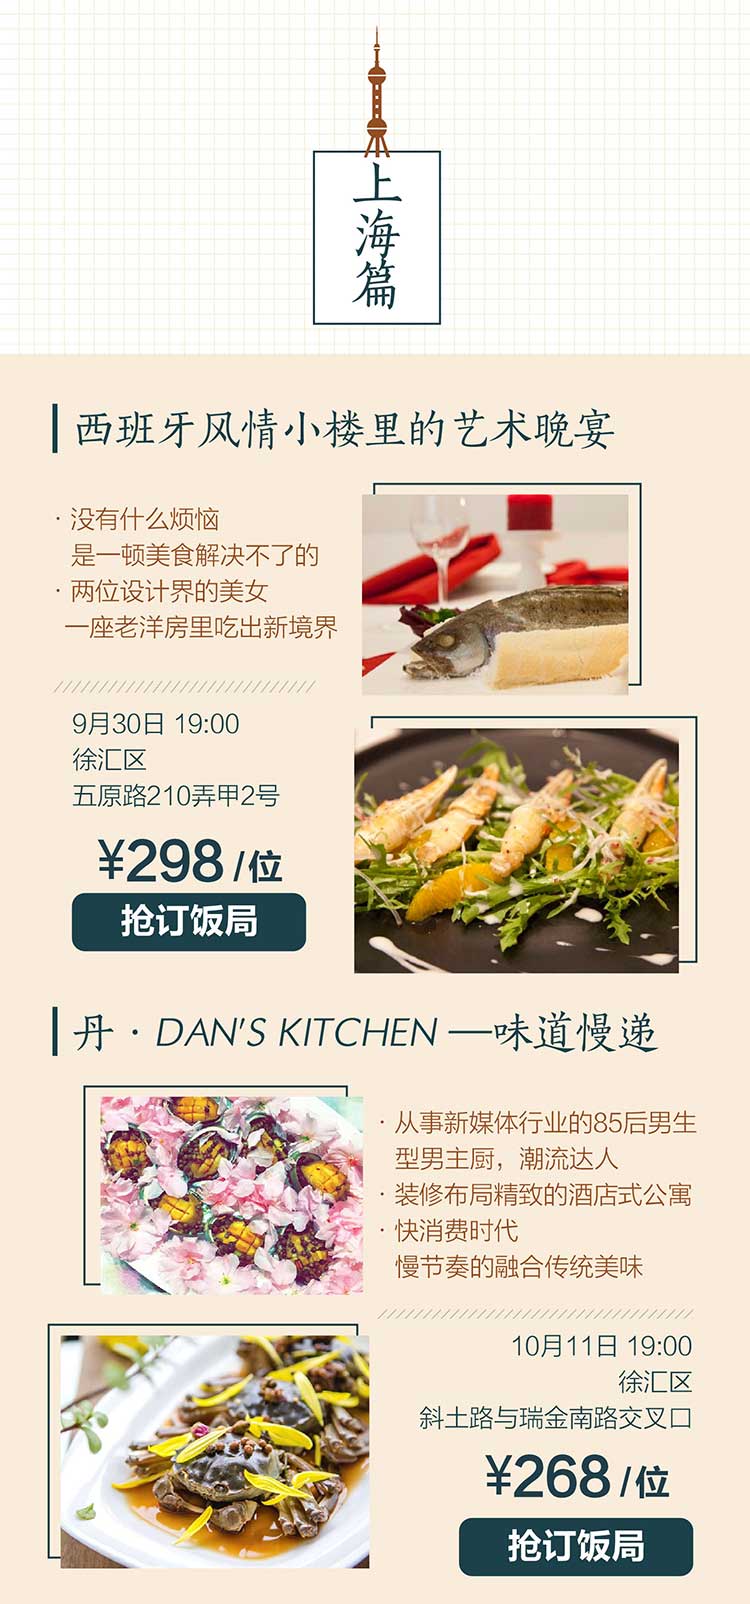 上海篇
西班牙风情小楼里的艺术晚宴
· 没有什么烦恼
是一顿美食解决不了的
· 两位设计界的美女
一座老洋房里吃出新境界
9月30日 19:00
徐汇区
五原路210弄甲2号
¥298 /位
抢订饭局
丹 · DAN'S KITCHEN —味道慢递
· 从事新媒体行业的85后男生
型男主厨，潮流达人
· 装修布局精致的酒店式公寓
· 快消费时代
慢节奏的融合传统美味
10月11日 19:00
徐汇区
斜土路与瑞金南路交叉口
¥268 /位
抢订饭局